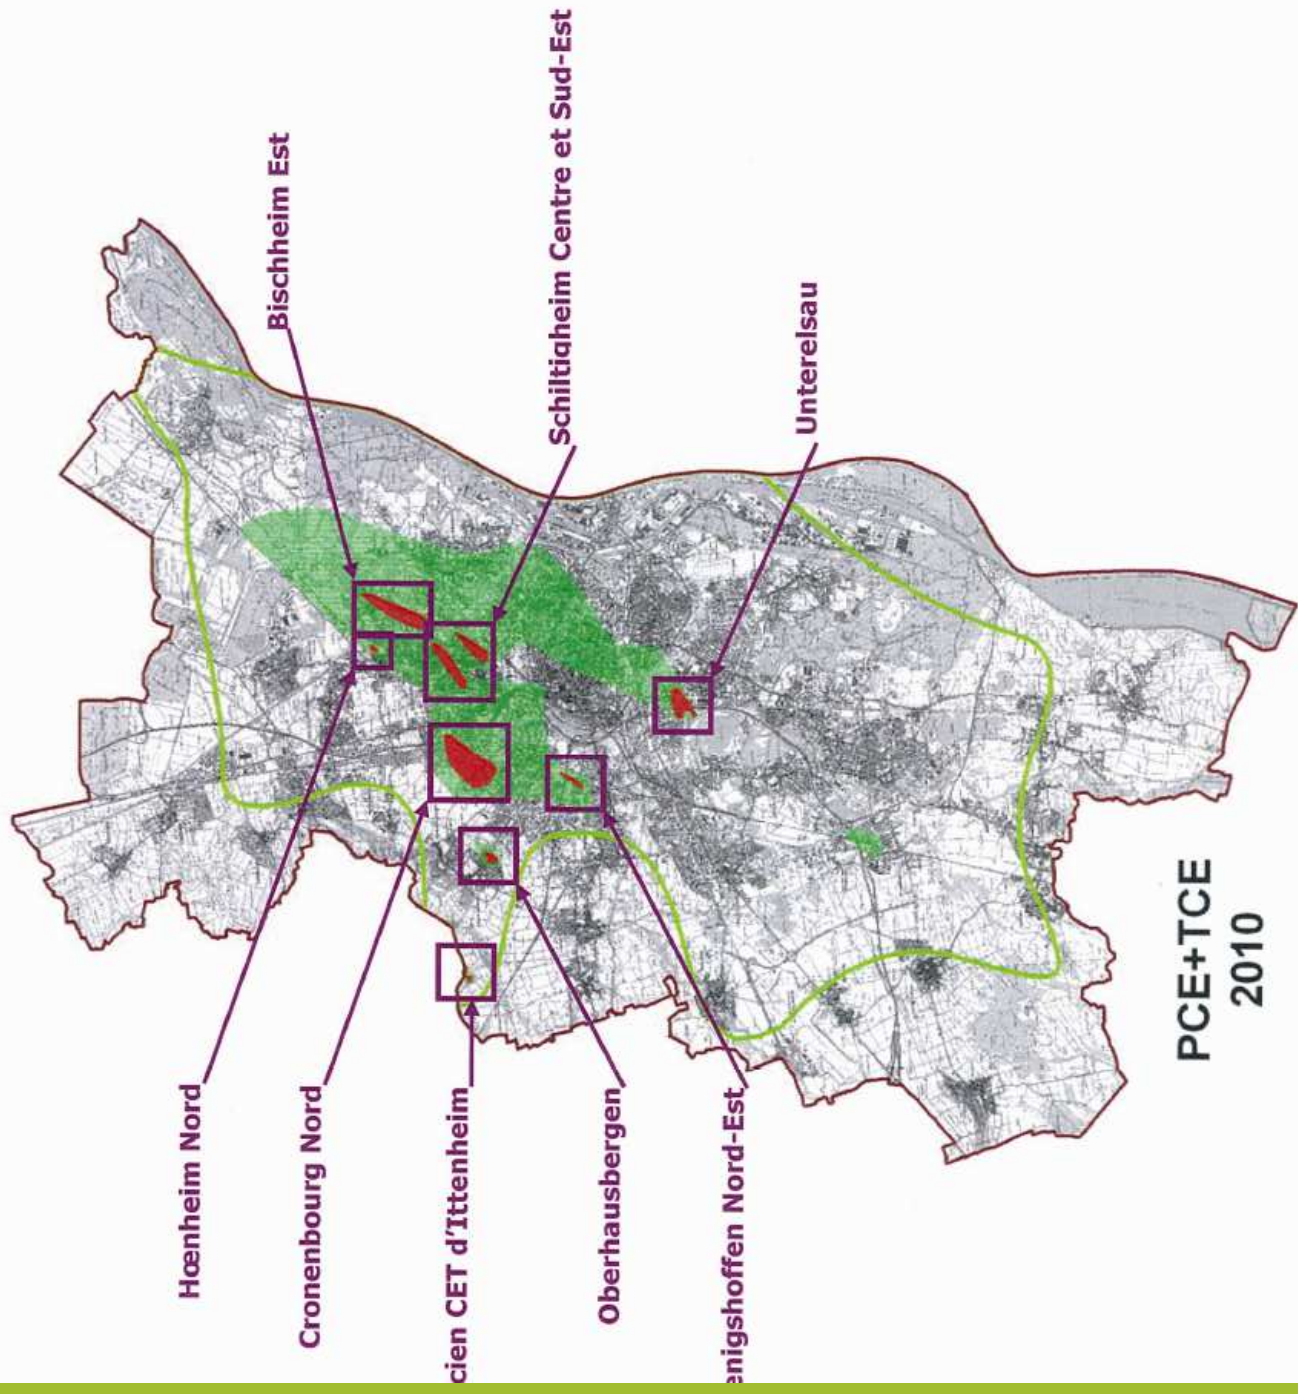 Bischheim Est
Schiltigheim Centre et Sud-Est
Unterelsau
Hœnheim Nord
Cronenbourg Nord
cien CET d'Ittenheim
Oberhausbergen
enigshoffen Nord-Est
PCE+TCE
2010